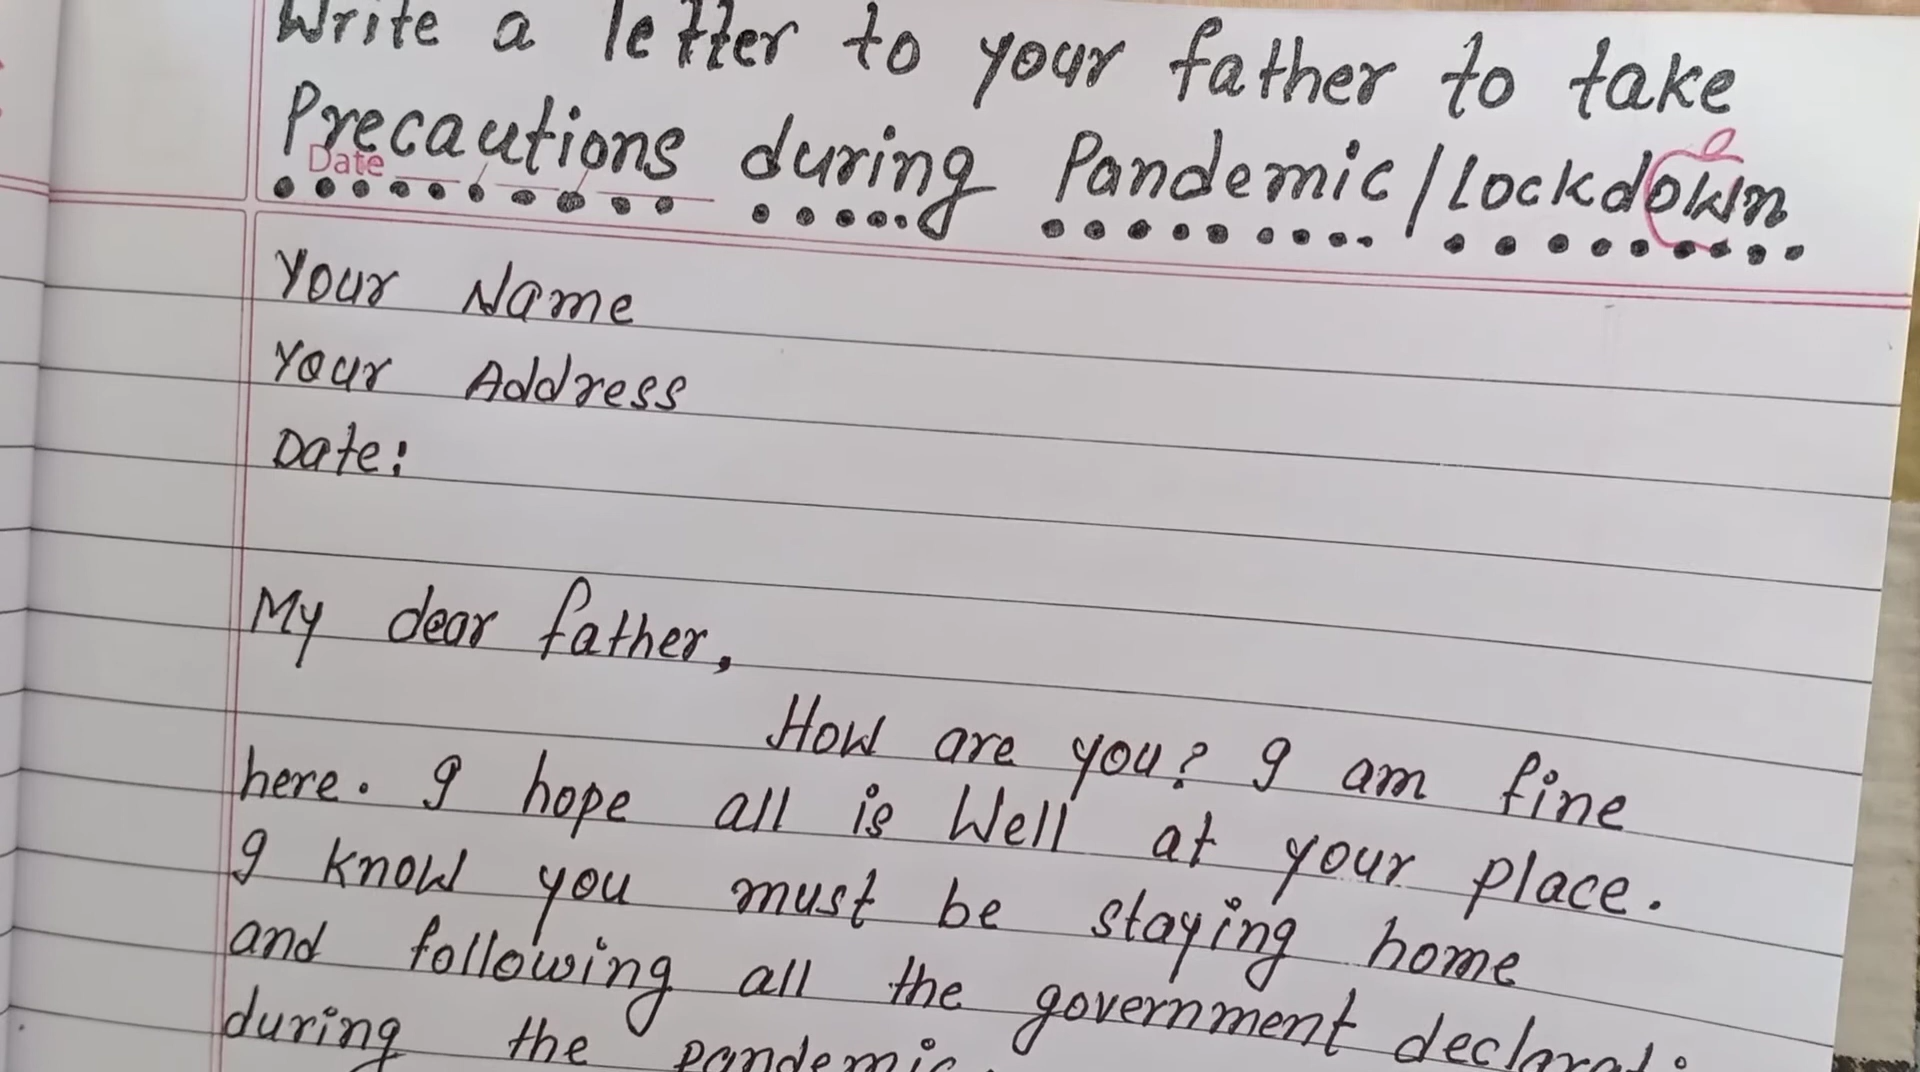 Write a letter to your father to take
Precautions during Pandemic/lockdown
Date
Your Name
Your Address
Date:
My dear father,
How are you? I am fine
here. I hope all is well at your place.
I know you must be staying home
and following all the government
during the pandemic